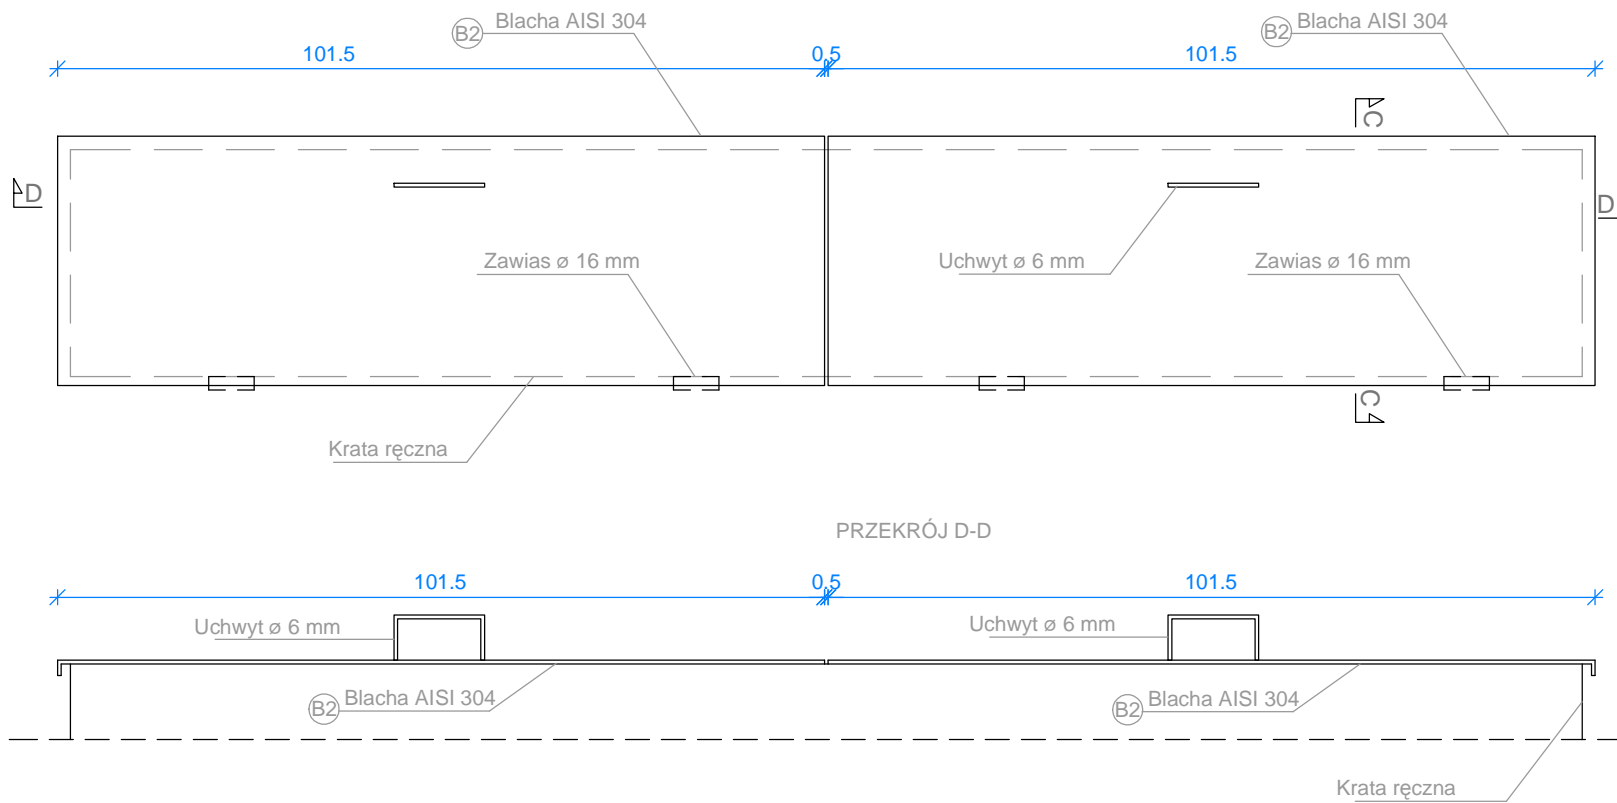 B2 Blacha AISI 304
B2 Blacha AISI 304
101.5
0.5
101.5
C
D
D
Zawias ø 16 mm
Uchwyt ø 6 mm
Zawias ø 16 mm
C
Krata ręczna
PRZEKRÓJ D-D
101.5
0.5
101.5
Uchwyt ø 6 mm
Uchwyt ø 6 mm
B2 Blacha AISI 304
B2 Blacha AISI 304
Krata ręczna